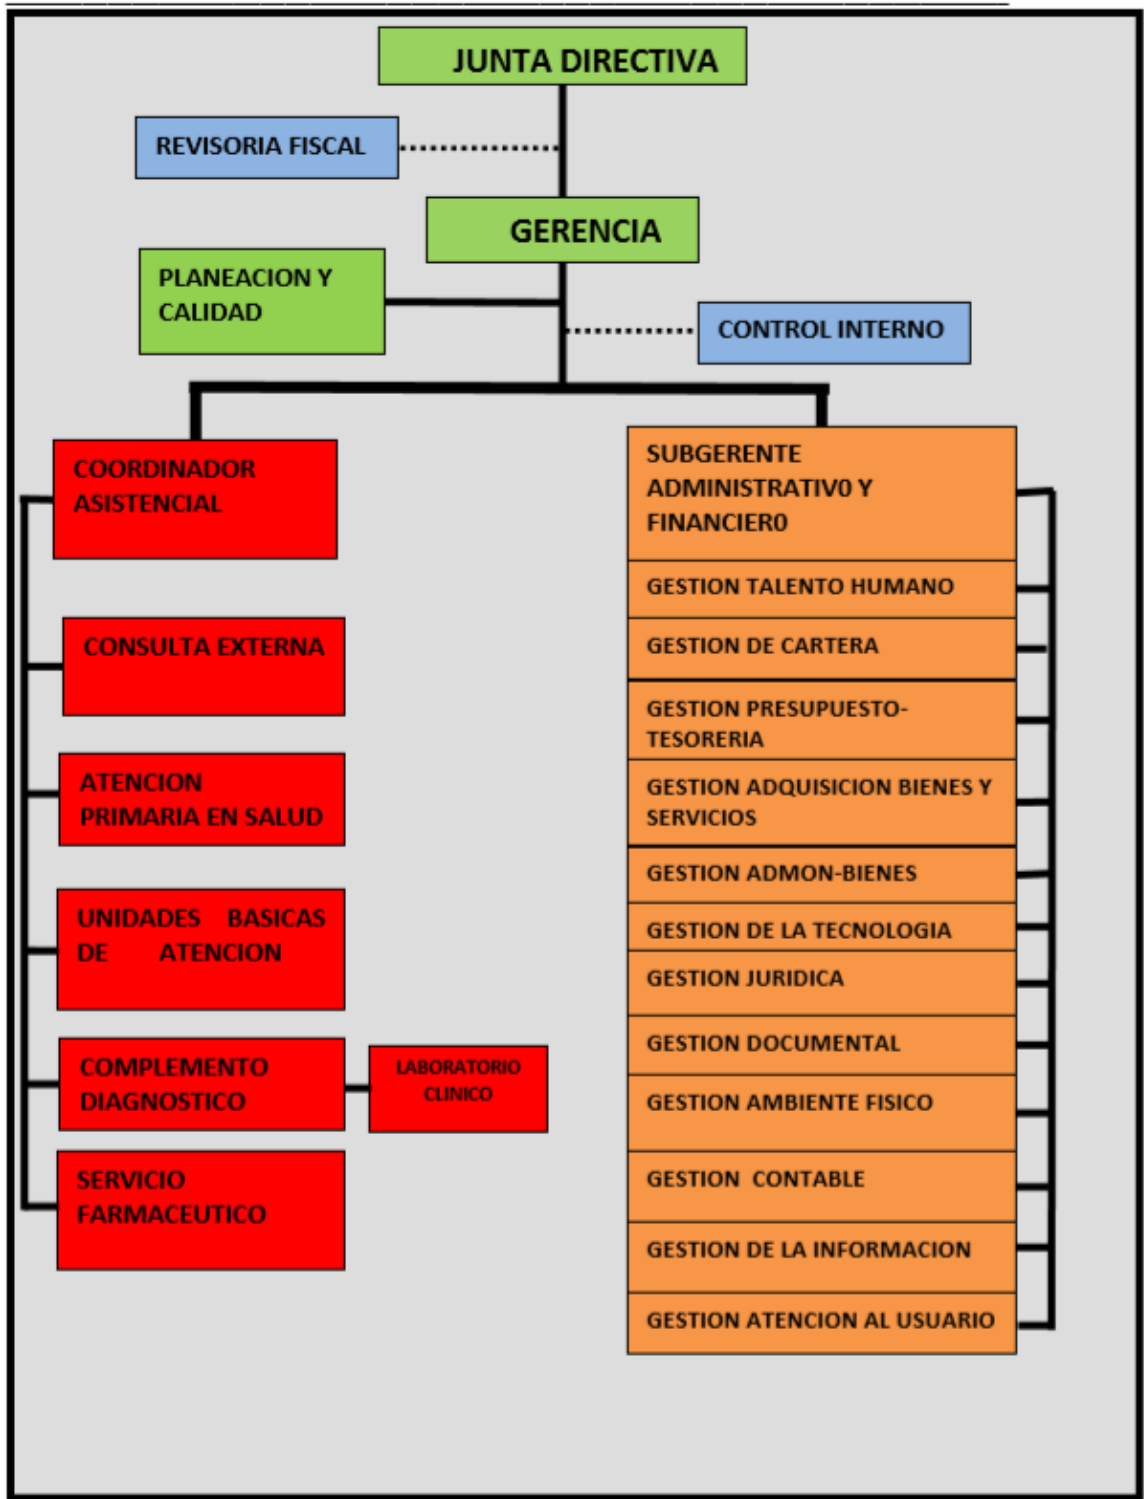 JUNTA DIRECTIVA
REVISORIA FISCAL
GERENCIA
PLANEACION Y
CALIDAD
CONTROL INTERNO
COORDINADOR
ASISTENCIAL
CONSULTA EXTERNA
ATENCION
PRIMARIA EN SALUD
UNIDADES BASICAS
DE ATENCION
COMPLEMENTO
DIAGNOSTICO
LABORATORIO
CLINICO
SERVICIO
FARMACEUTICO
SUBGERENTE
ADMINISTRATIV0 Y
FINANCIER0
GESTION TALENTO HUMANO
GESTION DE CARTERA
GESTION PRESUPUESTO-
TESORERIA
GESTION ADQUISICION BIENES Y
SERVICIOS
GESTION ADMON-BIENES
GESTION DE LA TECNOLOGIA
GESTION JURIDICA
GESTION DOCUMENTAL
GESTION AMBIENTE FISICO
GESTION CONTABLE
GESTION DE LA INFORMACION
GESTION ATENCION AL USUARIO